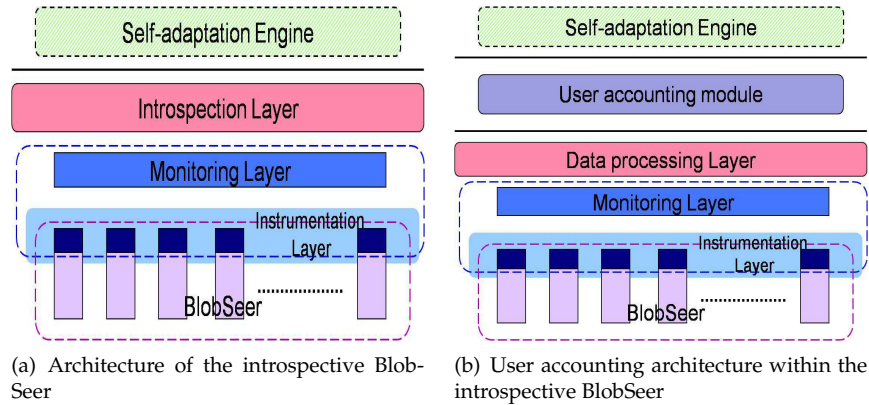 Self-adaptation Engine
Introspection Layer
Monitoring Layer
Instrumentation
Layer
BlobSeer
(a) Architecture of the introspective Blob-
Seer
Self-adaptation Engine
User accounting module
Data processing Layer
Monitoring Layer
Instrumentation
Layer
BlobSeer
(b) User accounting architecture within the
introspective BlobSeer